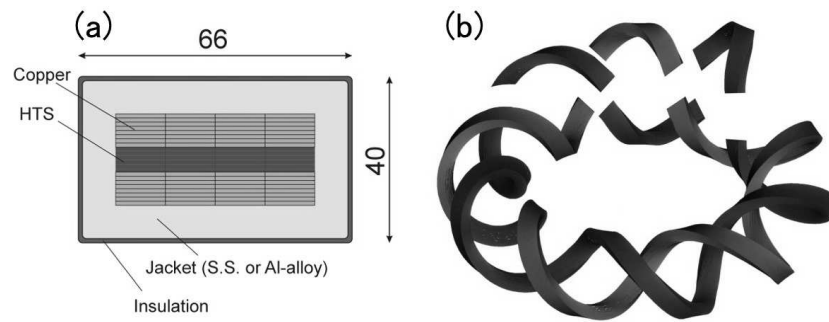 (a)
66
Copper
HTS
40
Jacket (S.S. or Al-alloy)
Insulation
(b)